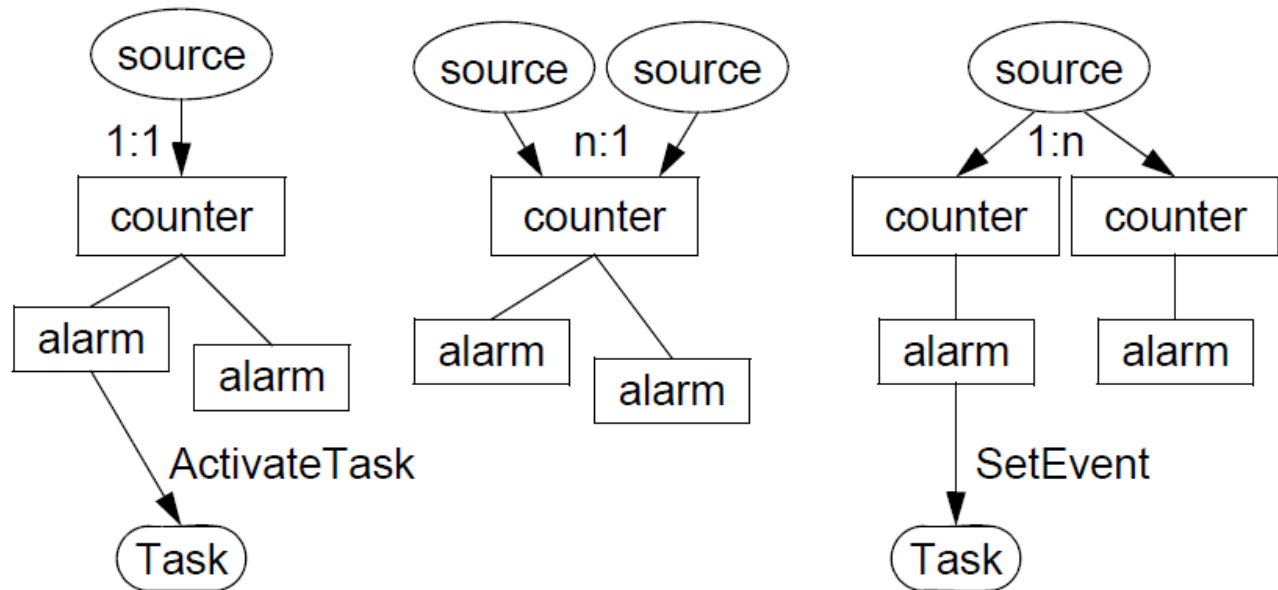 source
1:1
counter
alarm
alarm
ActivateTask
Task
source
source
n:1
counter
alarm
alarm
source
1:n
counter
counter
alarm
alarm
SetEvent
Task